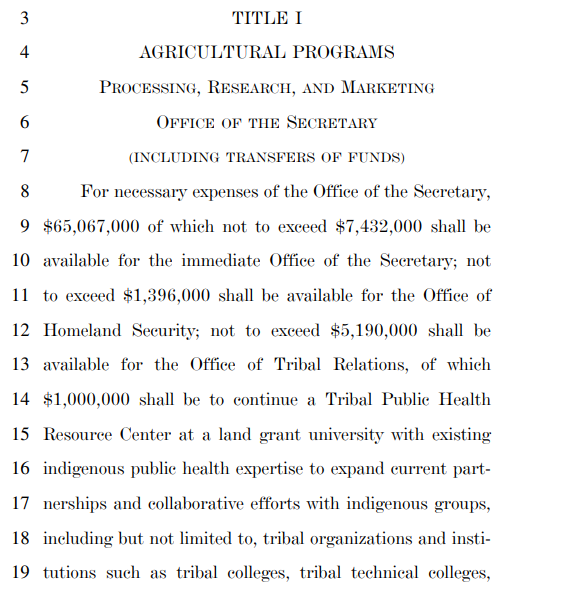 3 TITLE I
4 AGRICULTURAL PROGRAMS
5 PROCESSING, RESEARCH, AND MARKETING
6 OFFICE OF THE SECRETARY
7 (INCLUDING TRANSFERS OF FUNDS)
8 For necessary expenses of the Office of the Secretary,
9 $65,067,000 of which not to exceed $7,432,000 shall be
10 available for the immediate Office of the Secretary; not
11 to exceed $1,396,000 shall be available for the Office of
12 Homeland Security; not to exceed $5,190,000 shall be
13 available for the Office of Tribal Relations, of which
14 $1,000,000 shall be to continue a Tribal Public Health
15 Resource Center at a land grant university with existing
16 indigenous public health expertise to expand current part-
17 nerships and collaborative efforts with indigenous groups,
18 including but not limited to, tribal organizations and insti-
19 tutions such as tribal colleges, tribal technical colleges,